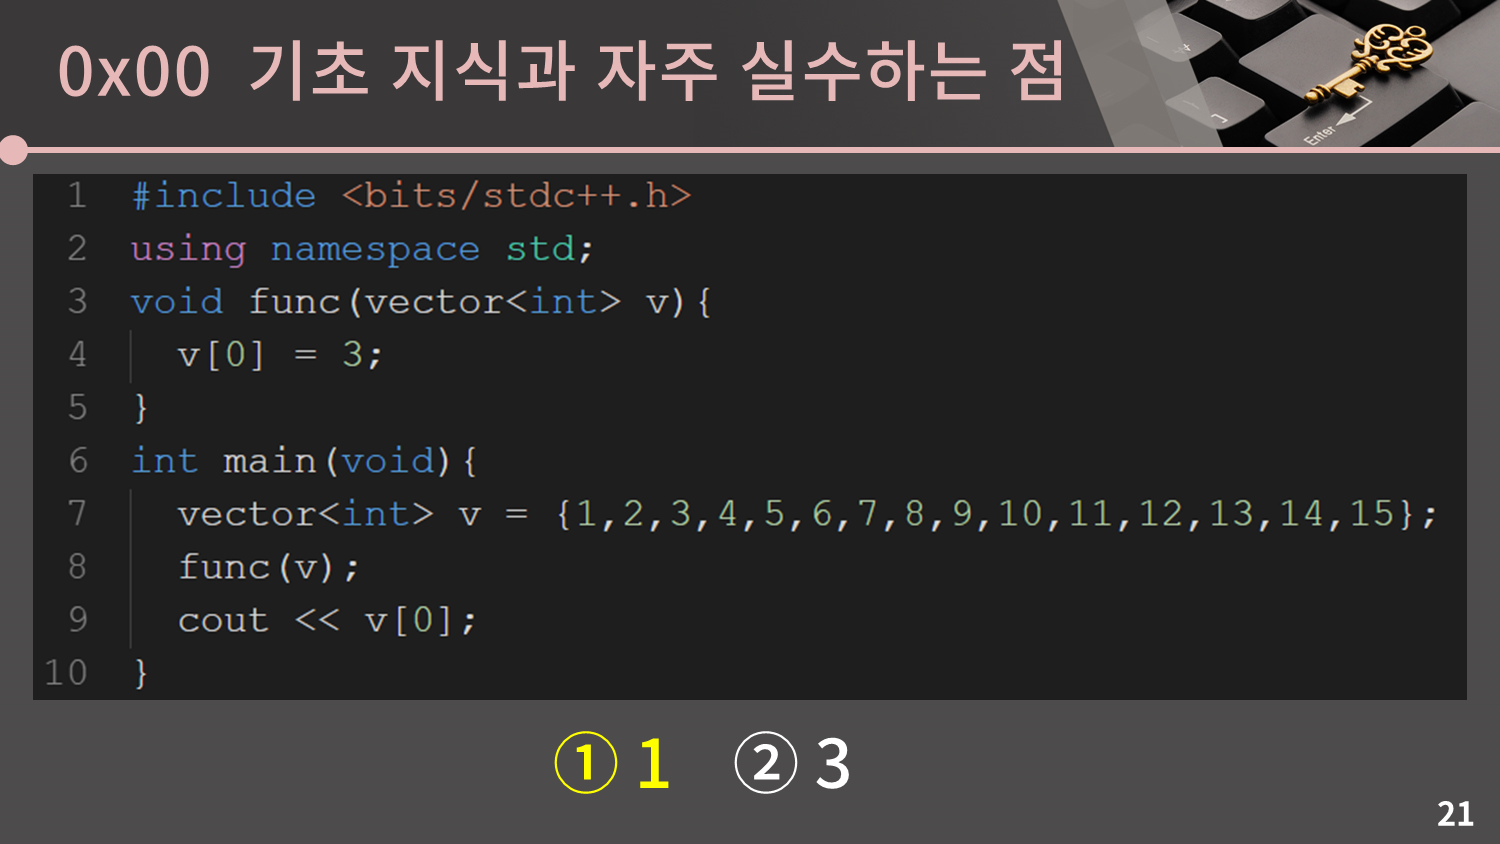 0x00 기초 지식과 자주 실수하는 점
Enter
1 #include <bits/stdc++.h>
2 using namespace std;
3 void func(vector<int> v){
4   v[0] = 3;
5 }
6 int main(void){
7   vector<int> v = {1,2,3,4,5,6,7,8,9,10,11,12,13,14,15};
8   func(v);
9   cout << v[0];
10 }
① 1 ② 3
21